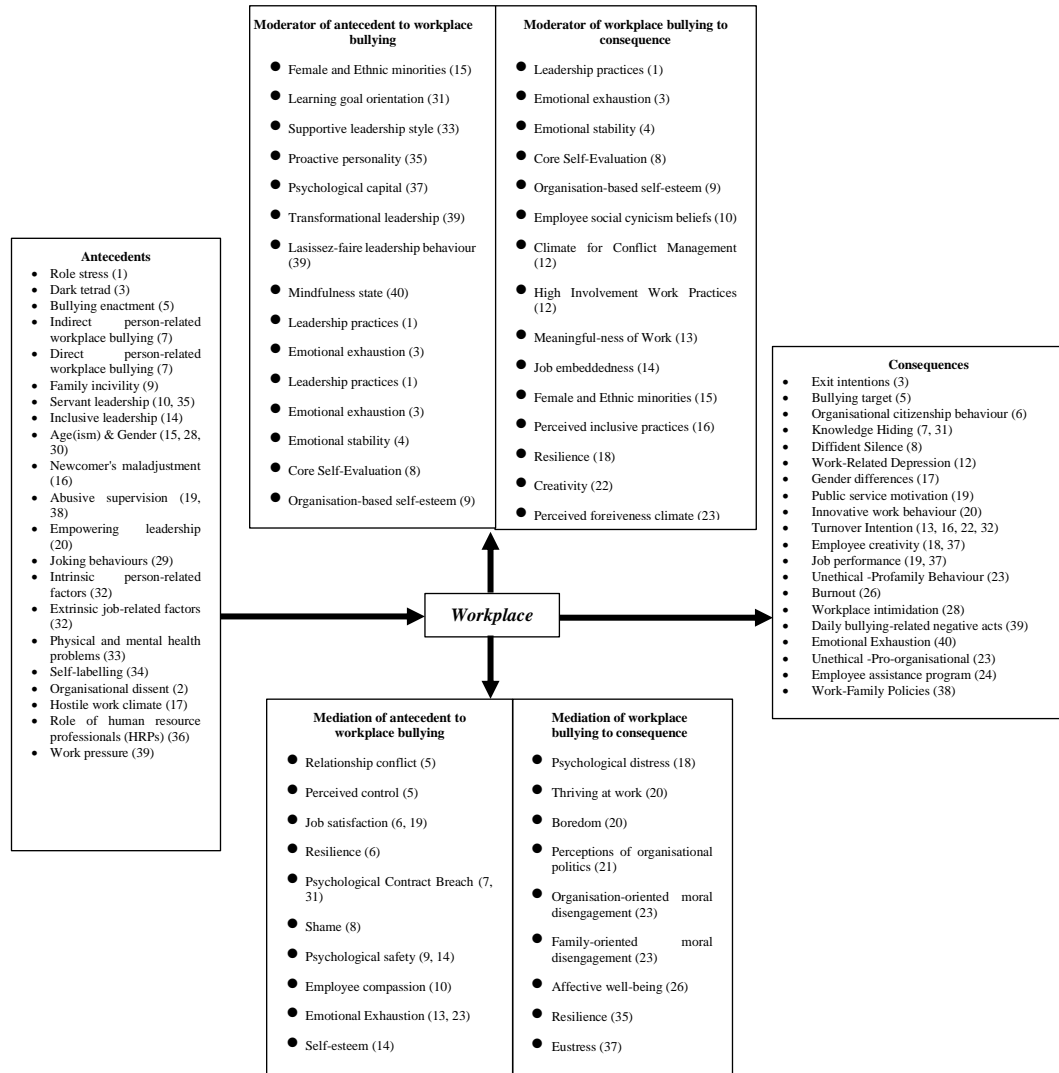 Moderator of antecedent to workplace
bullying
Female and Ethnic minorities (15)
Learning goal orientation (31)
Supportive leadership style (33)
Proactive personality (35)
Psychological capital (37)
Transformational leadership (39)
Lasissez-faire leadership behaviour
(39)
Mindfulness state (40)
Leadership practices (1)
Emotional exhaustion (3)
Leadership practices (1)
Emotional exhaustion (3)
Emotional stability (4)
Core Self-Evaluation (8)
Organisation-based self-esteem (9)
Moderator of workplace bullying to
consequence
Leadership practices (1)
Emotional exhaustion (3)
Emotional stability (4)
Core Self-Evaluation (8)
Organisation-based self-esteem (9)
Employee social cynicism beliefs (10)
Climate for Conflict Management
(12)
High Involvement Work Practices
(12)
Meaningful-ness of Work (13)
Job embeddedness (14)
Female and Ethnic minorities (15)
Perceived inclusive practices (16)
Resilience (18)
Creativity (22)
Perceived forgiveness climate (23)
Antecedents
Role stress (1)
Dark tetrad (3)
Bullying enactment (5)
Indirect person-related
workplace bullying (7)
Direct person-related
workplace bullying (7)
Family incivility (9)
Servant leadership (10, 35)
Inclusive leadership (14)
Age(ism) & Gender (15, 28,
30)
Newcomer's maladjustment
(16)
Abusive supervision (19,
38)
Empowering leadership
(20)
Joking behaviours (29)
Intrinsic person-related
factors (32)
Extrinsic job-related factors
(32)
Physical and mental health
problems (33)
Self-labelling (34)
Organisational dissent (2)
Hostile work climate (17)
Role of human resource
professionals (HRPs) (36)
Work pressure (39)
Workplace
Consequences
Exit intentions (3)
Bullying target (5)
Organisational citizenship behaviour (6)
Knowledge Hiding (7, 31)
Diffident Silence (8)
Work-Related Depression (12)
Gender differences (17)
Public service motivation (19)
Innovative work behaviour (20)
Turnover Intention (13, 16, 22, 32)
Employee creativity (18, 37)
Job performance (19, 37)
Unethical -Profamily Behaviour (23)
Burnout (26)
Workplace intimidation (28)
Daily bullying-related negative acts (39)
Emotional Exhaustion (40)
Unethical -Pro-organisational (23)
Employee assistance program (24)
Work-Family Policies (38)
Mediation of antecedent to
workplace bullying
Relationship conflict (5)
Perceived control (5)
Job satisfaction (6, 19)
Resilience (6)
Psychological Contract Breach (7,
31)
Shame (8)
Psychological safety (9, 14)
Employee compassion (10)
Emotional Exhaustion (13, 23)
Self-esteem (14)
Mediation of workplace
bullying to consequence
Psychological distress (18)
Thriving at work (20)
Boredom (20)
Perceptions of organisational
politics (21)
Organisation-oriented moral
disengagement (23)
Family-oriented moral
disengagement (23)
Affective well-being (26)
Resilience (35)
Eustress (37)